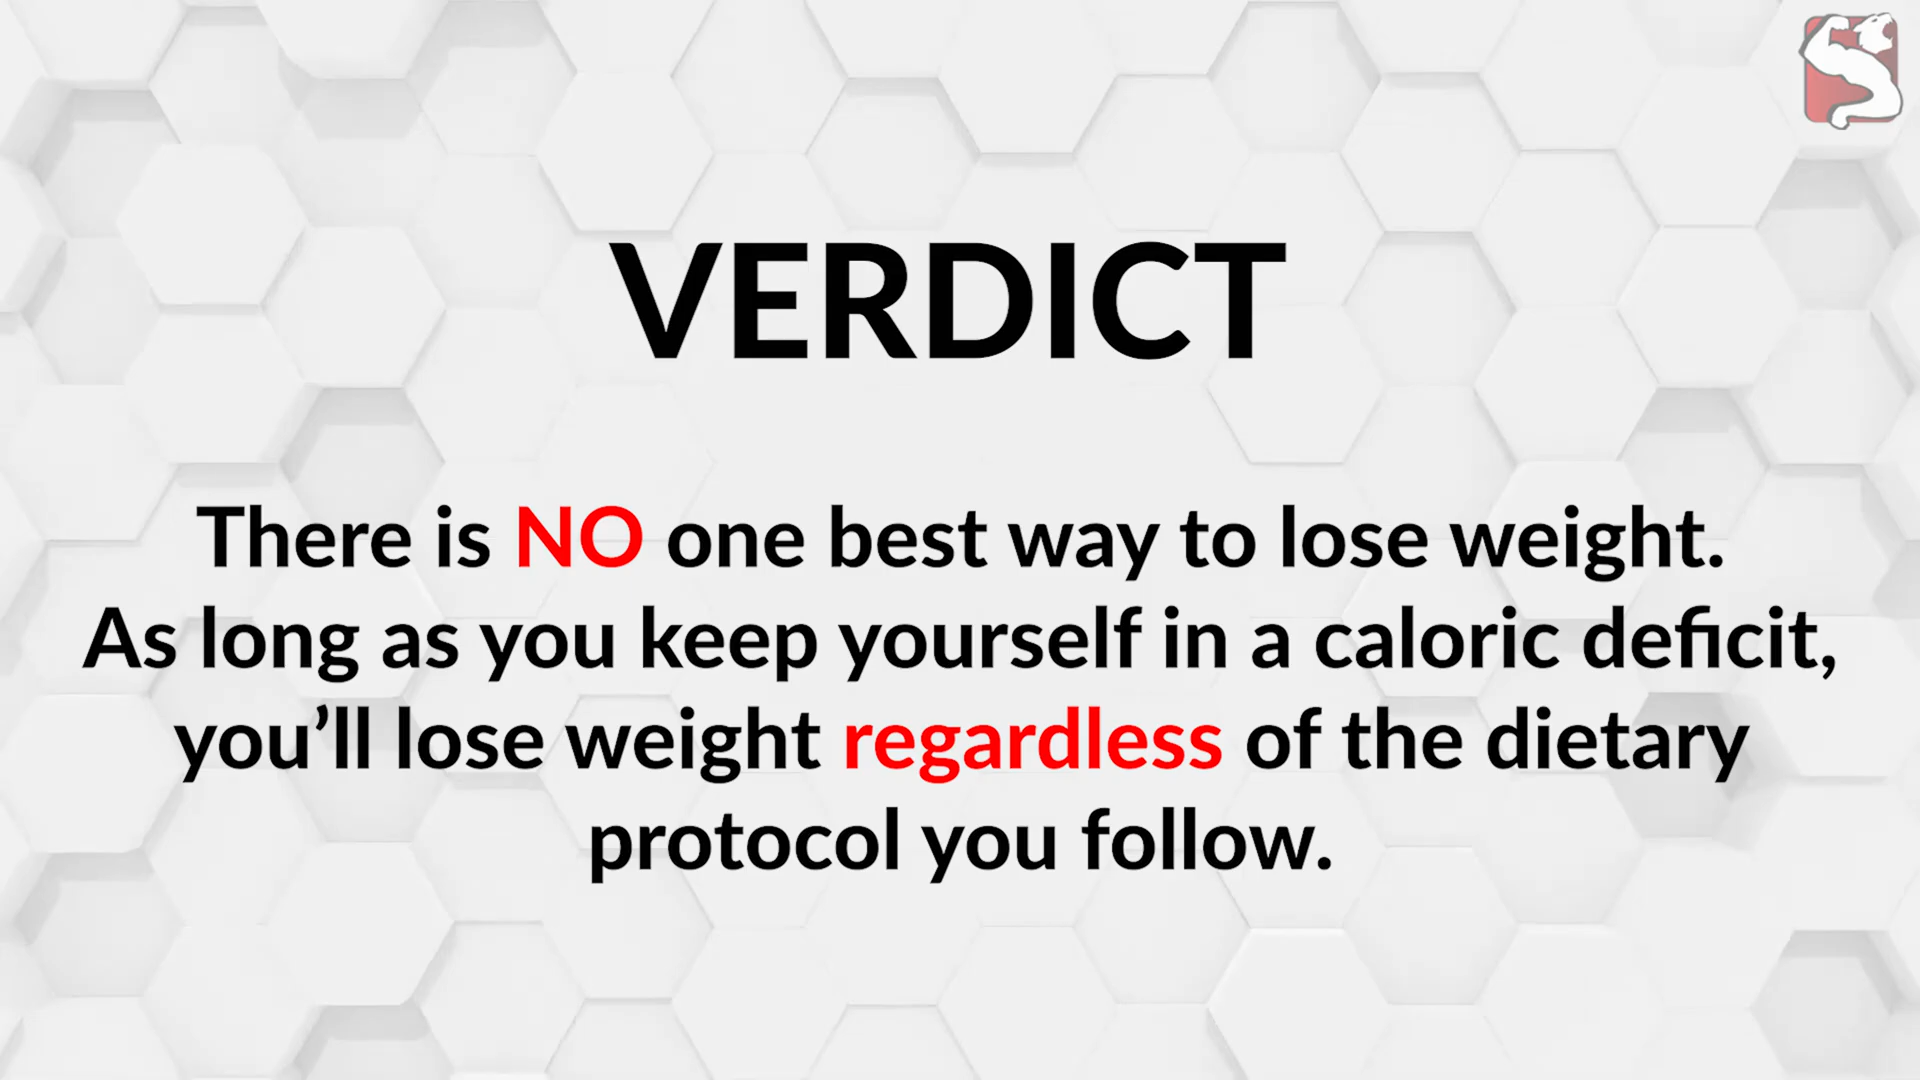 VERDICT
There is NO one best way to lose weight.
As long as you keep yourself in a caloric deficit,
you’ll lose weight regardless of the dietary
protocol you follow.